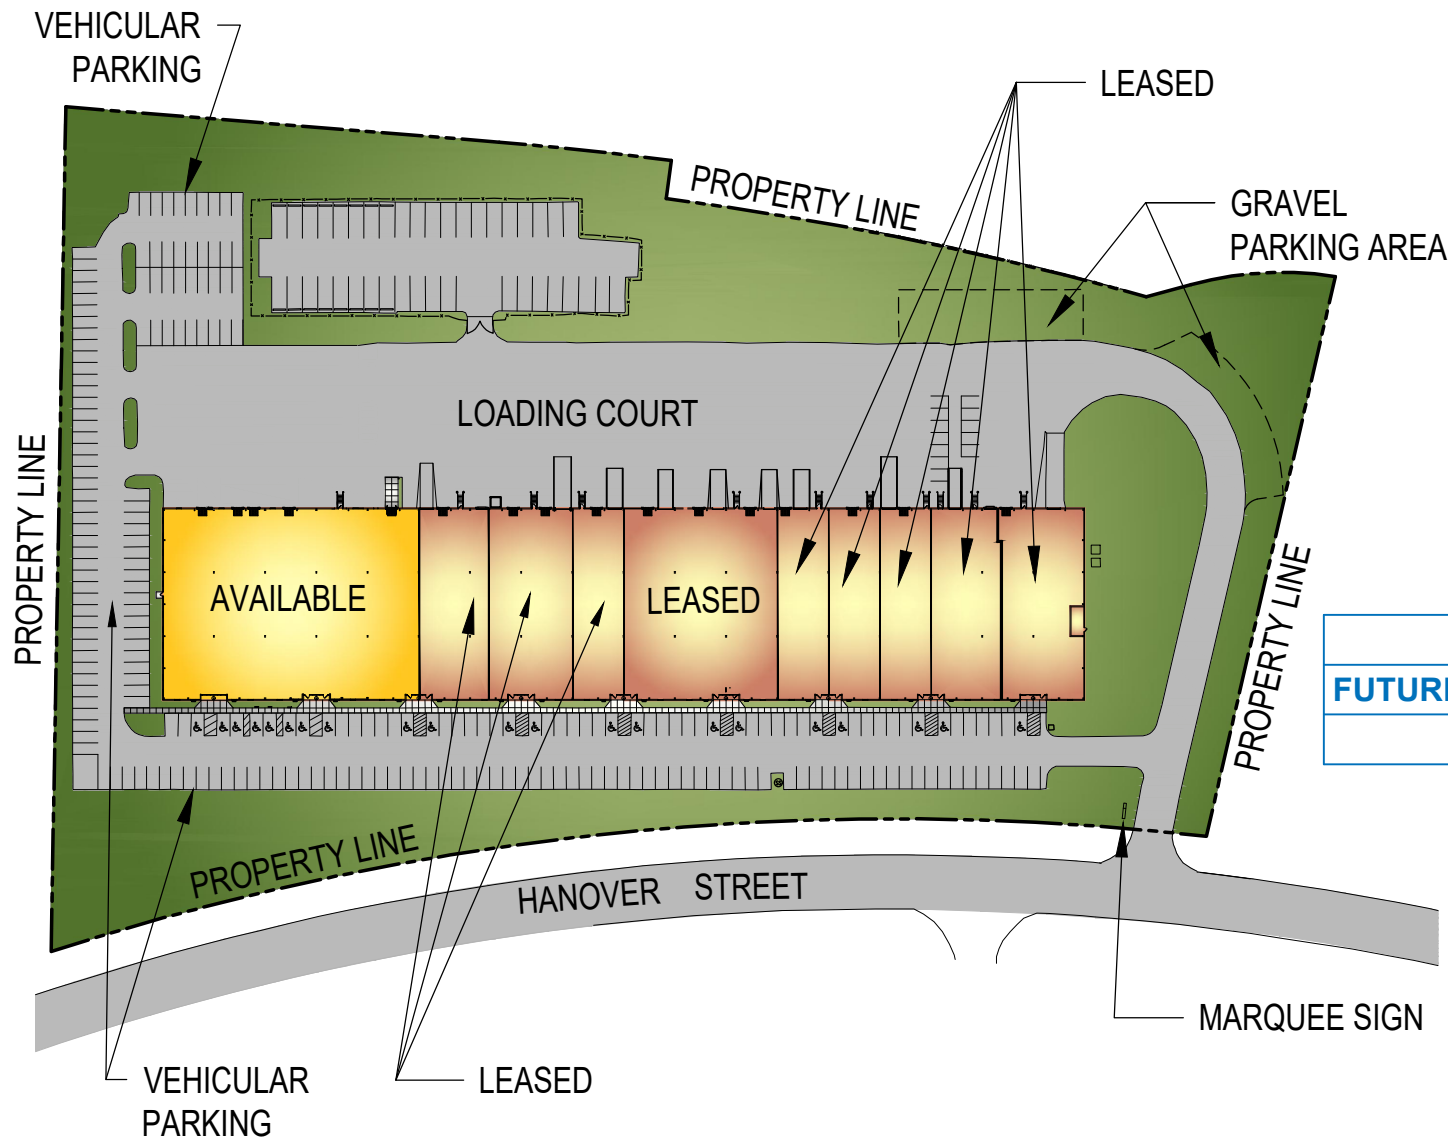 VEHICULAR
PARKING
LEASED
PROPERTY LINE
GRAVEL
PARKING AREA
LOADING COURT
PROPERTY LINE
AVAILABLE
LEASED
PROPERTY LINE
FUTURE
PROPERTY LINE
HANOVER STREET
MARQUEE SIGN
VEHICULAR
PARKING
LEASED